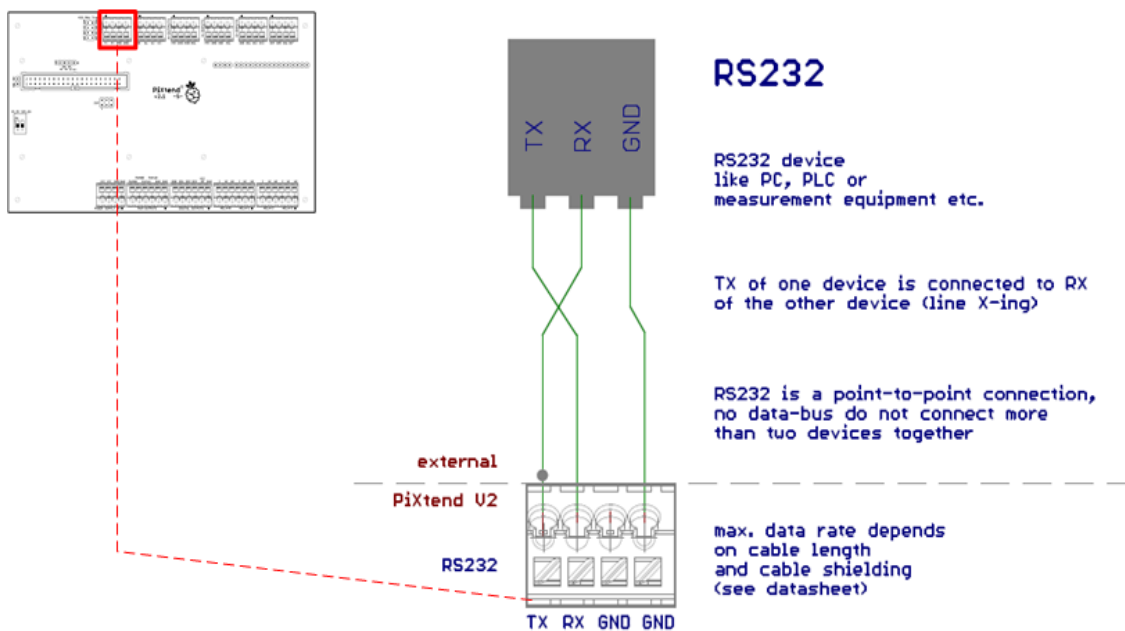 PiXtend
RS232
TX
RX
GND
RS232 device
like PC, PLC or
measurement equipment etc.
TX of one device is connected to RX
of the other device (line X-ing)
RS232 is a point-to-point connection,
no data-bus do not connect more
than two devices together
external
PiXtend V2
RS232
max. data rate depends
on cable length
and cable shielding
(see datasheet)
TX RX GND GND